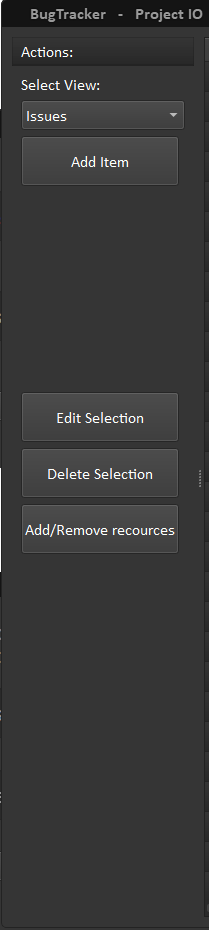 BugTracker - Project IO
Actions:
Select View:
Issues
Add Item
Edit Selection
Delete Selection
Add/Remove recources